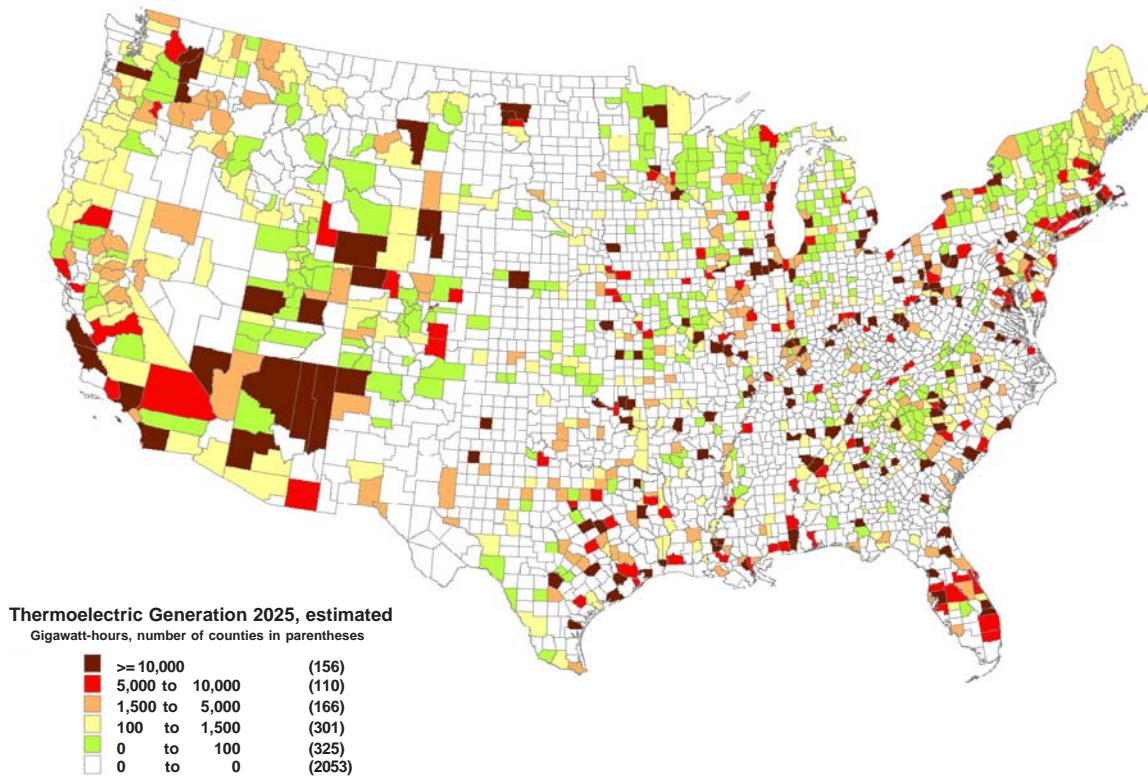 Thermoelectric Generation 2025, estimated
Gigawatt-hours, number of counties in parentheses
>= 10,000 (156)
5,000 to 10,000 (110)
1,500 to 5,000 (166)
100 to 1,500 (301)
0 to 100 (325)
0 to 0 (2053)